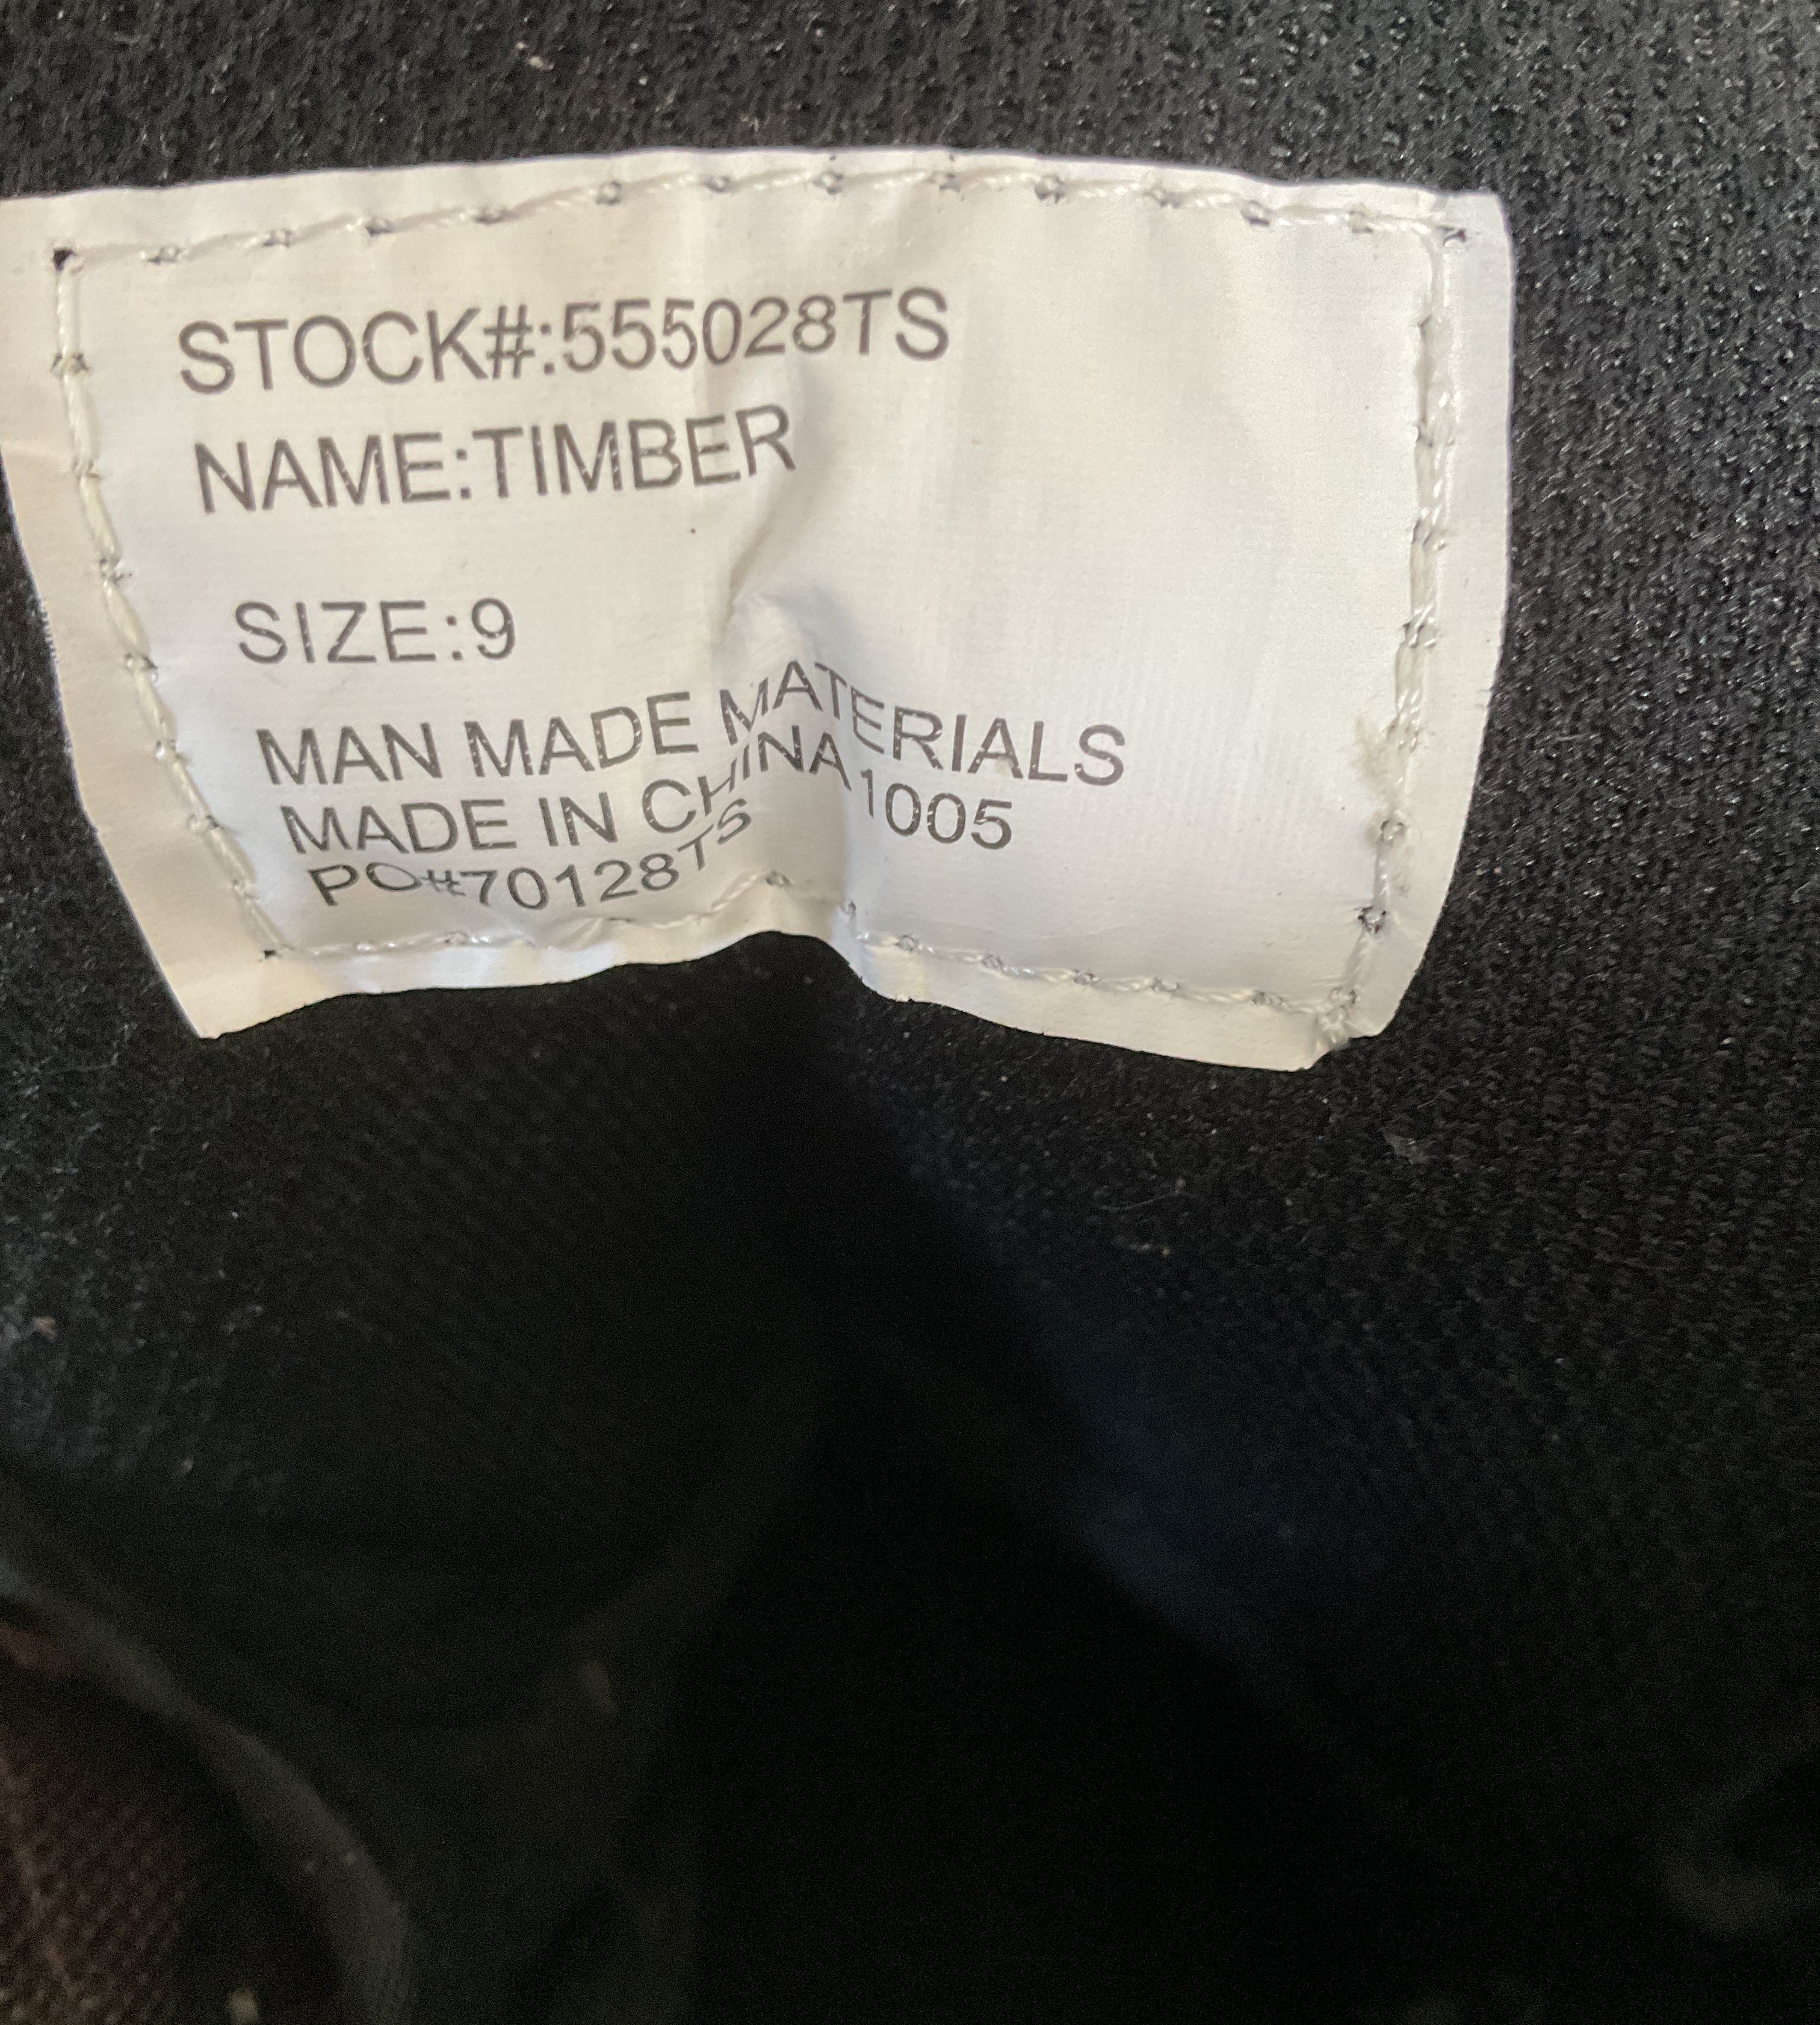 STOCK#:555028TS
NAME:TIMBER
SIZE:9
MAN MADE MATERIALS
MADE IN CHINA 1005
PO#70128TS